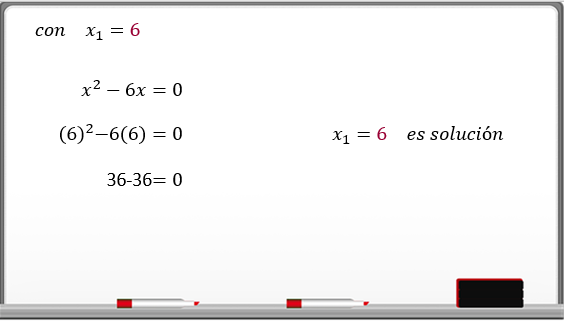 con x₁ = 6
x² − 6x = 0
(6)²−6(6) = 0
x₁ = 6 es solución
36-36= 0